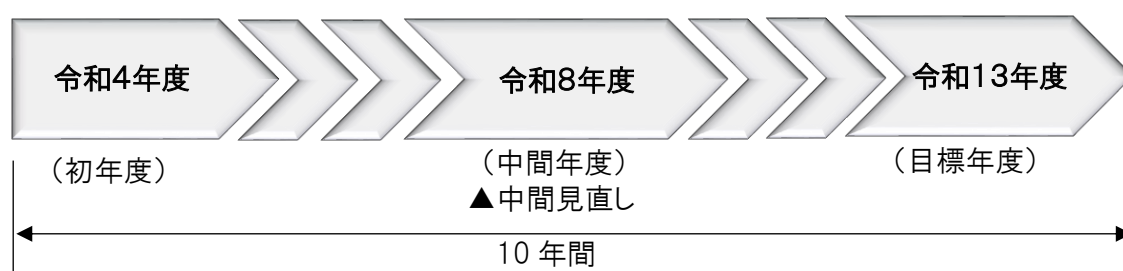 令和4年度
令和8年度
令和13年度
（初年度）
（中間年度）
（目標年度）
▲中間見直し
10 年間